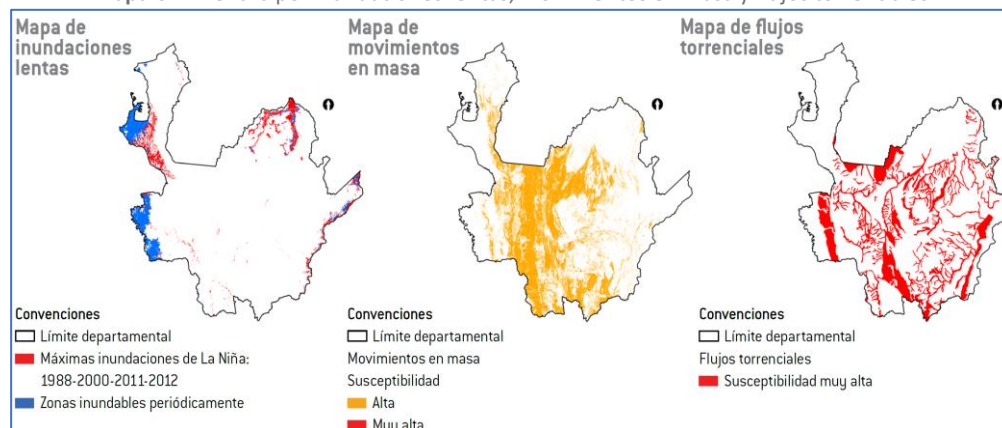 Mapa de
inundaciones
lentas
Convenciones
Límite departamental
Máximas inundaciones de La Niña:
1988-2000-2011-2012
Zonas inundables periódicamente
Mapa de
movimientos
en masa
Convenciones
Límite departamental
Movimientos en masa
Susceptibilidad
Alta
Muy alta
Mapa de flujos
torrenciales
Convenciones
Límite departamental
Flujos torrenciales
Susceptibilidad muy alta